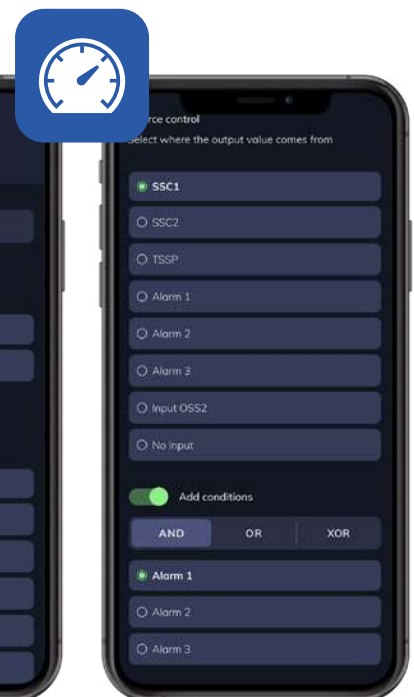 rce control
elect where the output value comes from
SSC1
SSC2
TSSP
Alarm 1
Alarm 2
Alarm 3
Input OSS2
No input
Add conditions
AND OR XOR
Alarm 1
Alarm 2
Alarm 3